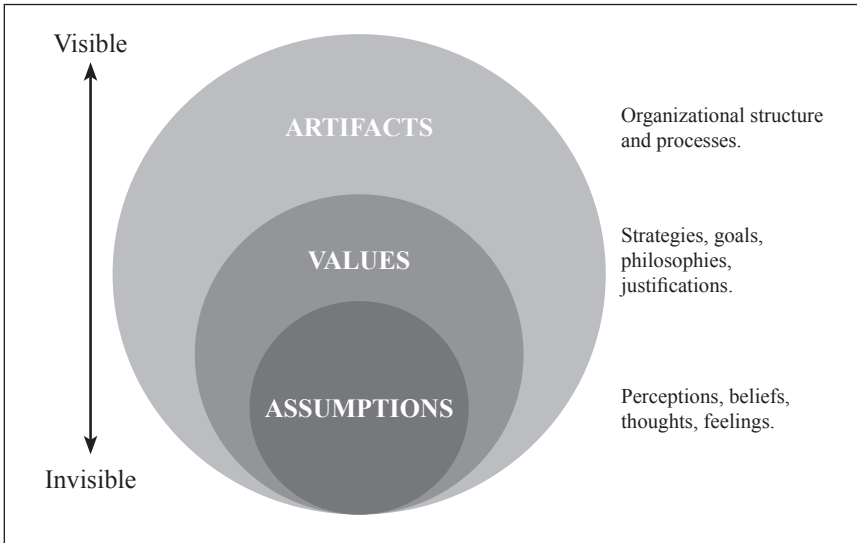 Visible
ARTIFACTS
Organizational structure
and processes.
VALUES
Strategies, goals,
philosophies,
justifications.
ASSUMPTIONS
Perceptions, beliefs,
thoughts, feelings.
Invisible